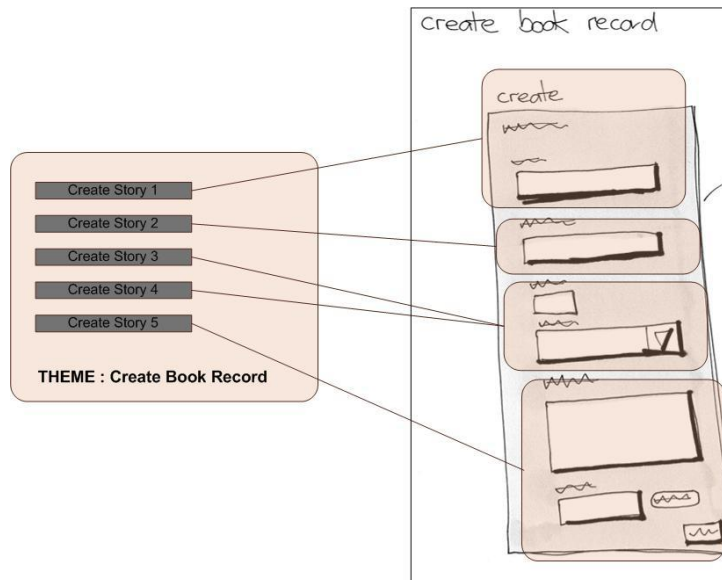 create book record
create
Create Story 1
Create Story 2
Create Story 3
Create Story 4
Create Story 5
THEME : Create Book Record